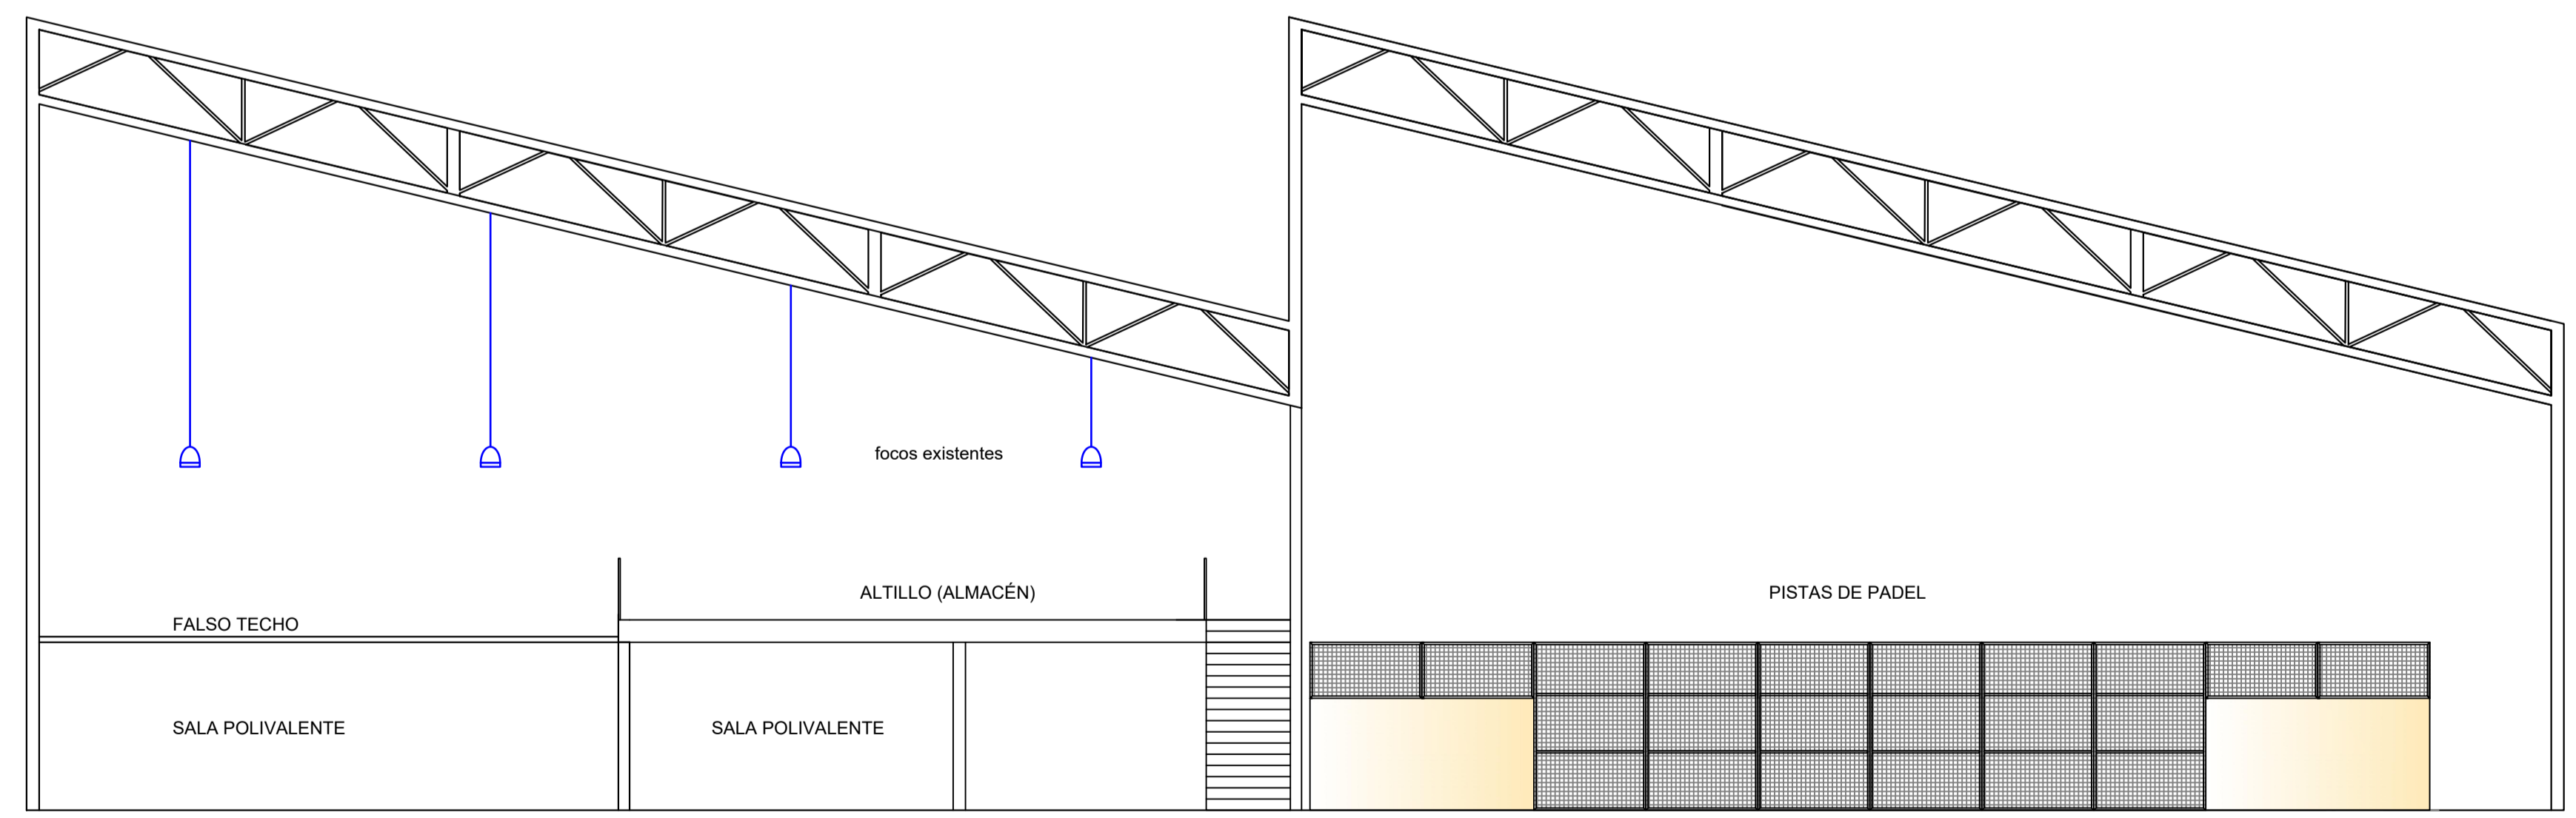 focos existentes
ALTILLO (ALMACÉN)
PISTAS DE PADEL
FALSO TECHO
SALA POLIVALENTE
SALA POLIVALENTE